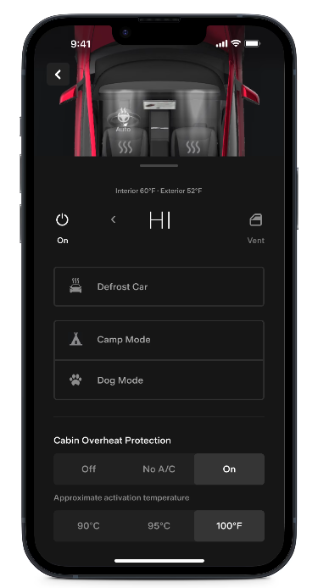 9:41
Auto
Interior 60°F · Exterior 52°F
HI
On
Vent
Defrost Car
Camp Mode
Dog Mode
Cabin Overheat Protection
Off No A/C On
Approximate activation temperature
90°C 95°C 100°F